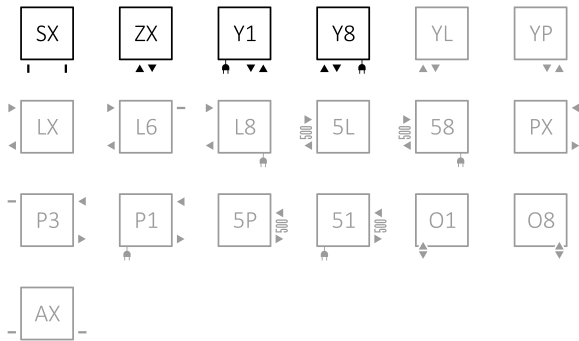 SX ZX Y1 Y8 YL YP
LX L6 L8 500 5L 500 58 PX
P3 P1 5P 500 51 500 O1 O8
AX